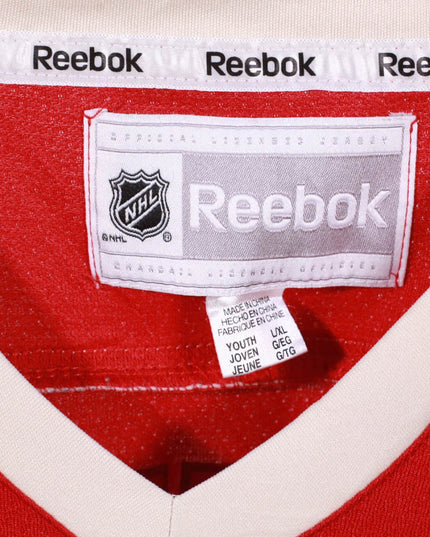 Reebok Reebok Ree
OFFICIAL LICENSED JERSEY
NHL
Reebok
©NHL ®
CHANDAIL LICENCIÉ OFFICIEL
MADE IN CHINA
HECHO EN CHINA
FABRIQUÉ EN CHINE
YOUTH L/XL
JOVEN G/EG
JEUNE G/TG